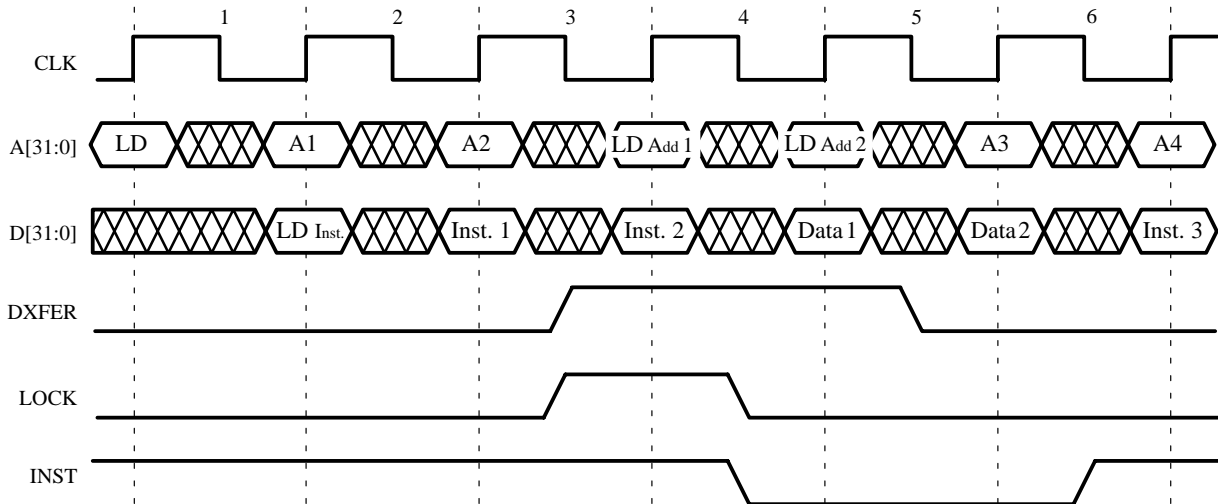 1 2 3 4 5 6
CLK
A[31:0] LD A1 A2 LD Add 1 LD Add 2 A3 A4
D[31:0] LD Inst. Inst. 1 Inst. 2 Data 1 Data 2 Inst. 3
DXFER
LOCK
INST